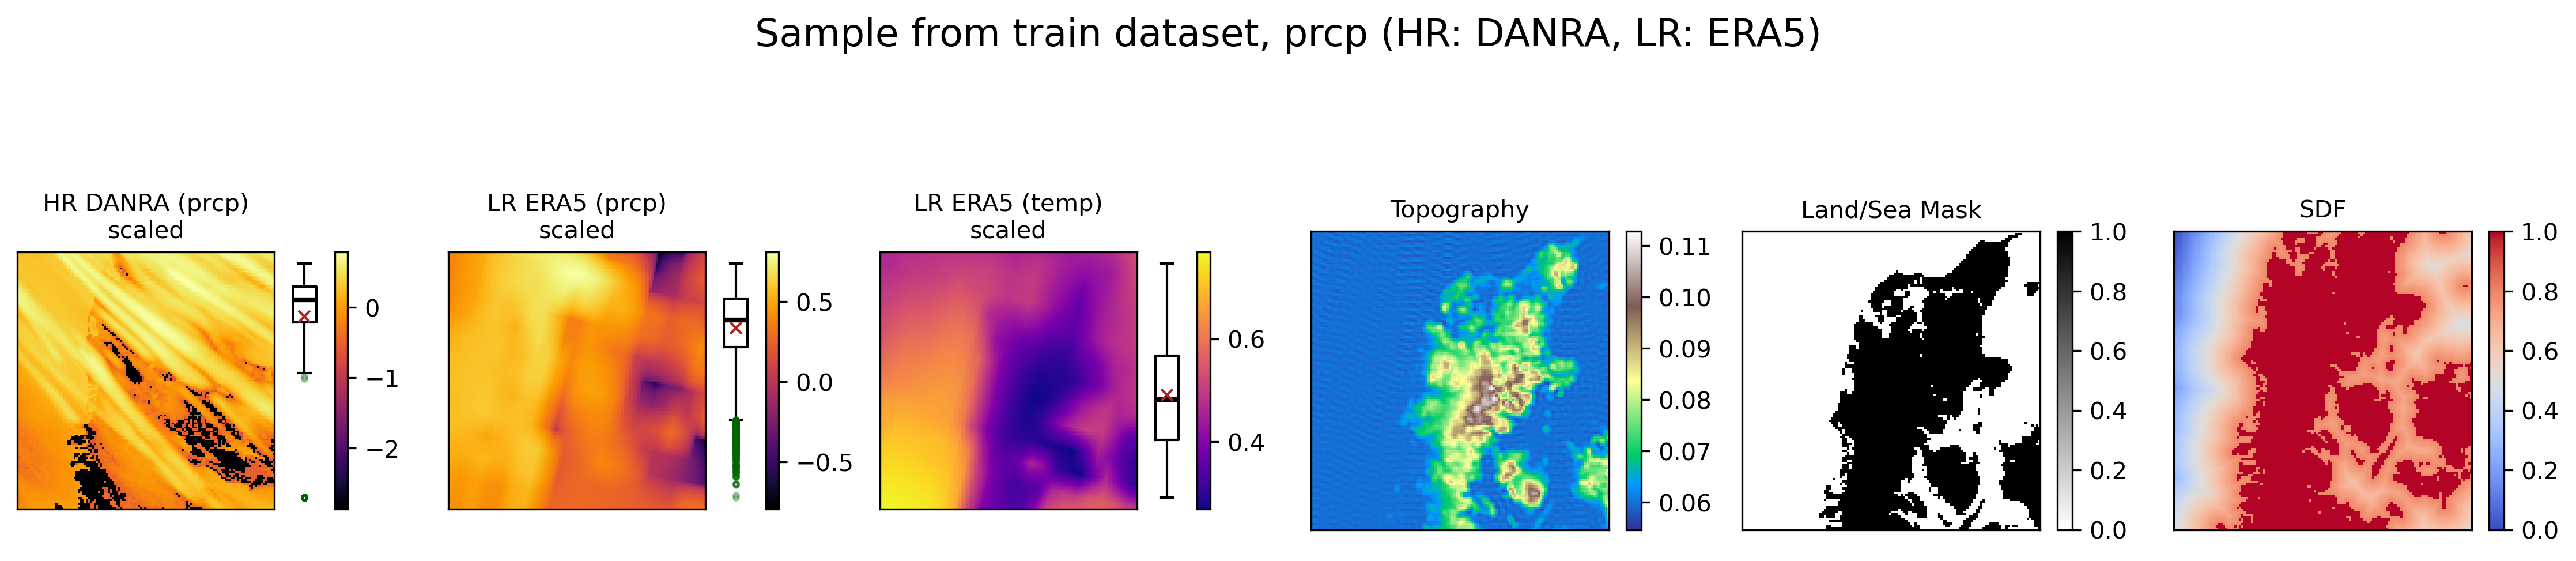 Sample from train dataset, prcp (HR: DANRA, LR: ERA5)
HR DANRA (prcp)
scaled
0
−1
−2
LR ERA5 (prcp)
scaled
0.5
0.0
−0.5
LR ERA5 (temp)
scaled
0.6
0.4
Topography
0.11
0.10
0.09
0.08
0.07
0.06
Land/Sea Mask
1.0
0.8
0.6
0.4
0.2
0.0
SDF
1.0
0.8
0.6
0.4
0.2
0.0